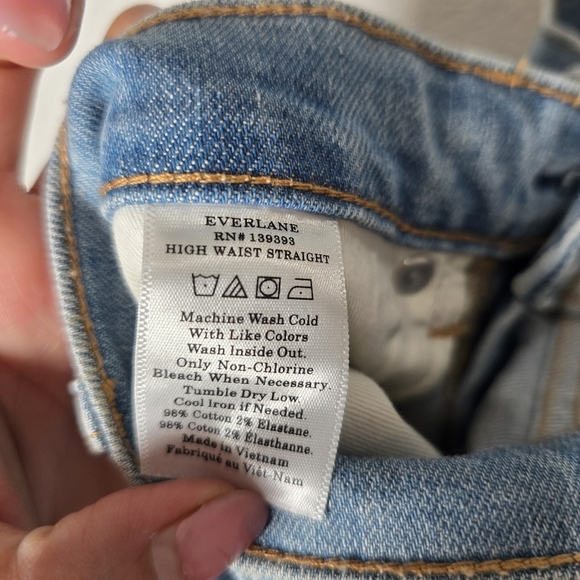 EVERLANE
RN# 139393
HIGH WAIST STRAIGHT
Machine Wash Cold
With Like Colors
Wash Inside Out.
Only Non-Chlorine
Bleach When Necessary.
Tumble Dry Low.
Cool Iron if Needed.
98% Cotton 2% Elastane.
98% Coton 2% Élasthanne.
Made in Vietnam
Fabriqué au Viêt-Nam